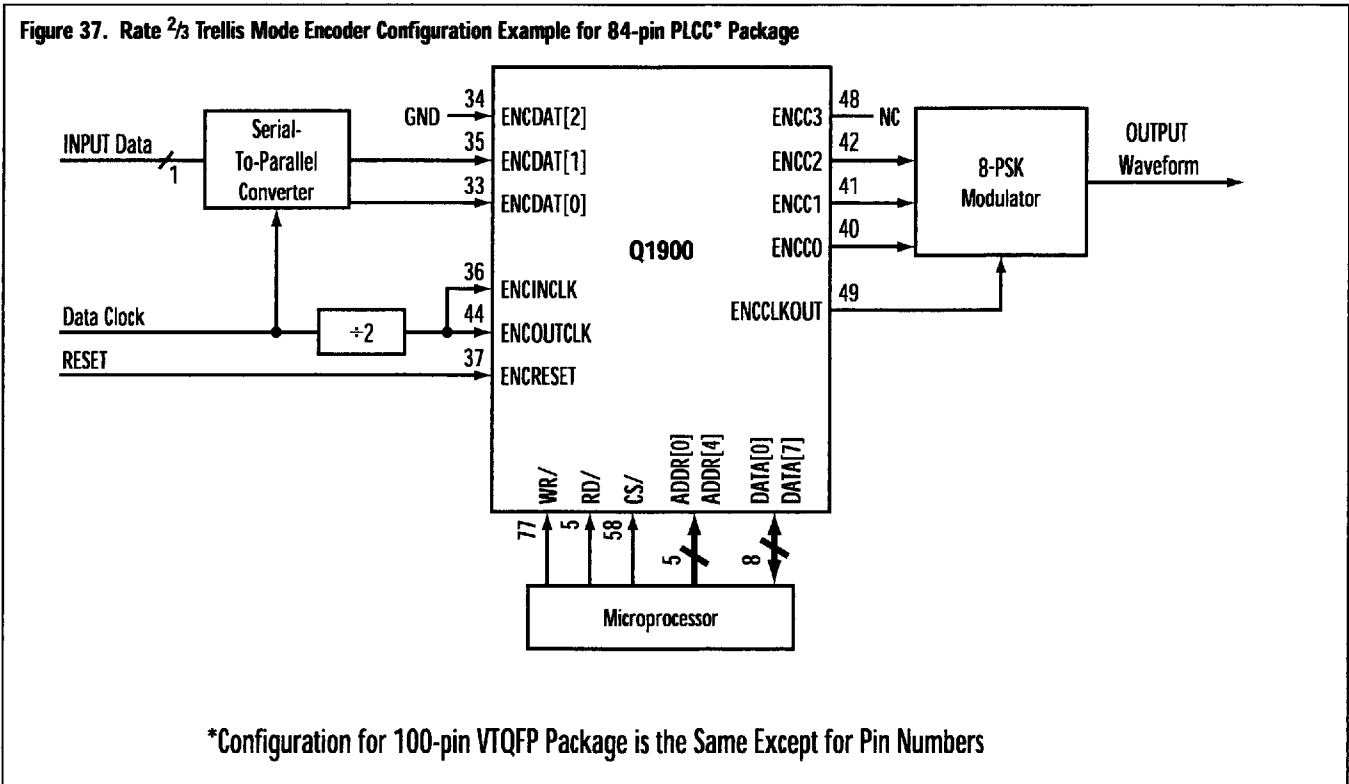 Figure 37. Rate 2/3 Trellis Mode Encoder Configuration Example for 84-pin PLCC* Package
INPUT Data
1
Serial-
To-Parallel
Converter
Data Clock
÷2
RESET
GND
34
ENCDAT[2]
35
ENCDAT[1]
33
ENCDAT[0]
36
ENCINCLK
44
ENCOUTCLK
37
ENCRESET
Q1900
ENCC3
48
NC
ENCC2
42
ENCC1
41
ENCC0
40
ENCCLKOUT
49
8-PSK
Modulator
OUTPUT
Waveform
WR/
RD/
CS/
ADDR[0]
ADDR[4]
DATA[0]
DATA[7]
77
5
58
5
8
Microprocessor
*Configuration for 100-pin VTQFP Package is the Same Except for Pin Numbers